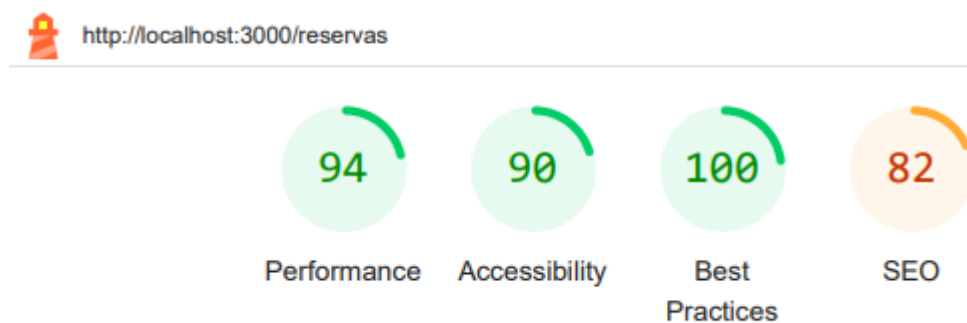 http://localhost:3000/reservas
94
90
100
82
Performance
Accessibility
Best
Practices
SEO